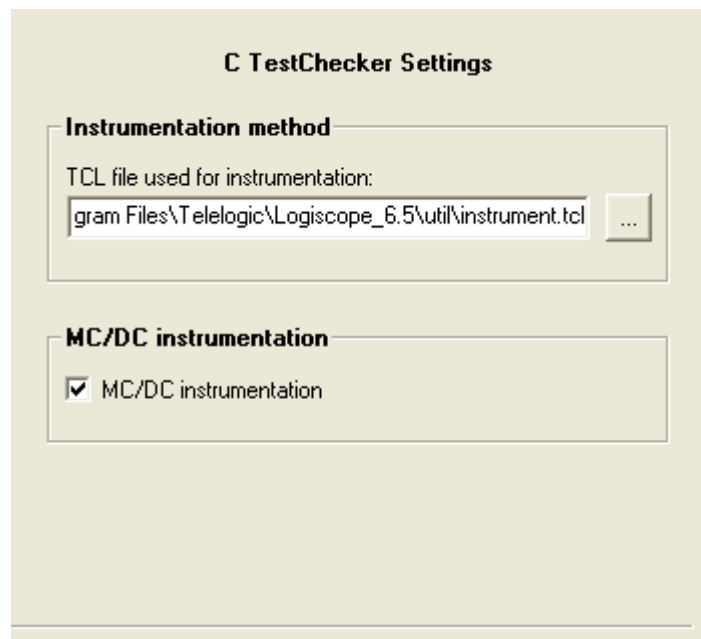 C TestChecker Settings
Instrumentation method
TCL file used for instrumentation:
gram Files\Telelogic\Logiscope_6.5\util\instrument.tcl
...
MC/DC instrumentation
MC/DC instrumentation